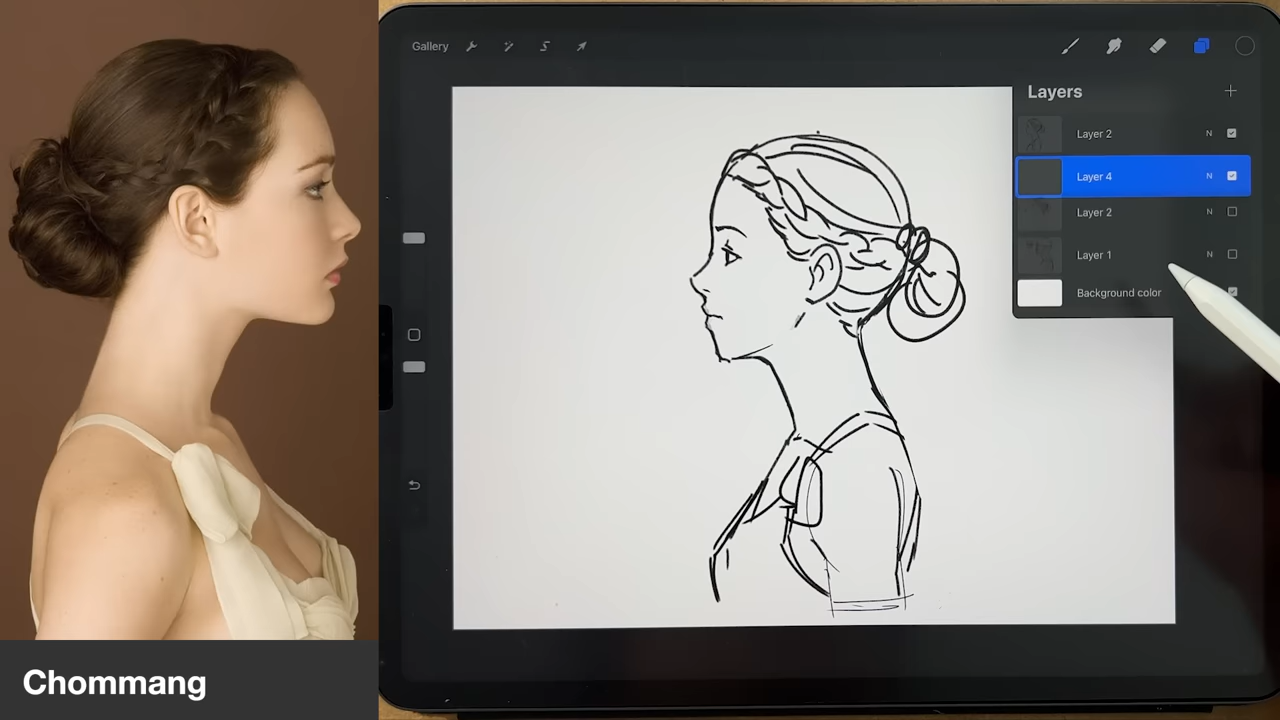 Gallery
Layers
Layer 2 N
Layer 4 N
Layer 2 N
Layer 1 N
Background color
Chommang